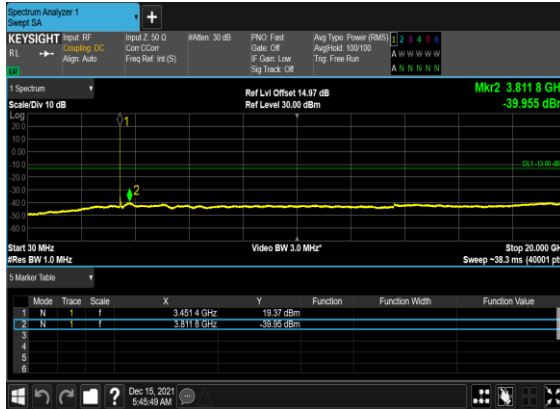 Spectrum Analyzer 1
Swept SA
+
KEYSIGHT Input: RF Input Z: 50 Ω #Atten: 30 dB PNO: Fast Avg Type: Power (RMS) 1 2 3 4 5 6
RL Coupling: DC Corr CCorr Gate: Off Avg|Hold: 100/100 A W W W W W
Align: Auto Freq Ref: Int (S) IF Gain: Low Trig: Free Run
Sig Track: Off A N N N N N
1 Spectrum Ref Lvl Offset 14.97 dB Mkr2 3.811 8 GH
Scale/Div 10 dB Ref Level 30.00 dBm -39.955 dB
Log
20.0
10.0
0.00
-10.0
-20.0
-30.0
-40.0
-50.0
-60.0
1
2
DL1 -13.00 dB
Start 30 MHz Video BW 3.0 MHz* Stop 20.000 GH
#Res BW 1.0 MHz Sweep ~38.3 ms (40001 pt
5 Marker Table
Mode Trace Scale X Y Function Function Width Function Value
1 N 1 f 3.451 4 GHz 19.37 dBm
2 N 1 f 3.811 8 GHz -39.95 dBm
3
4
5
6
? Dec 15, 2021
5:45:49 AM